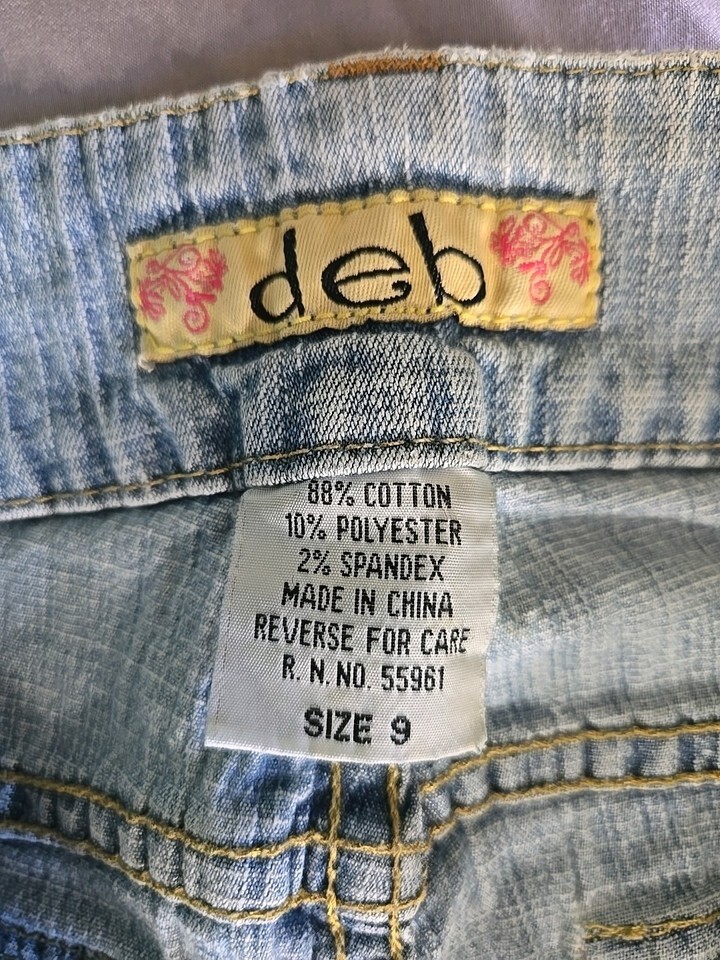 deb
88% COTTON
10% POLYESTER
2% SPANDEX
MADE IN CHINA
REVERSE FOR CARE
R. N. NO. 55961
SIZE 9